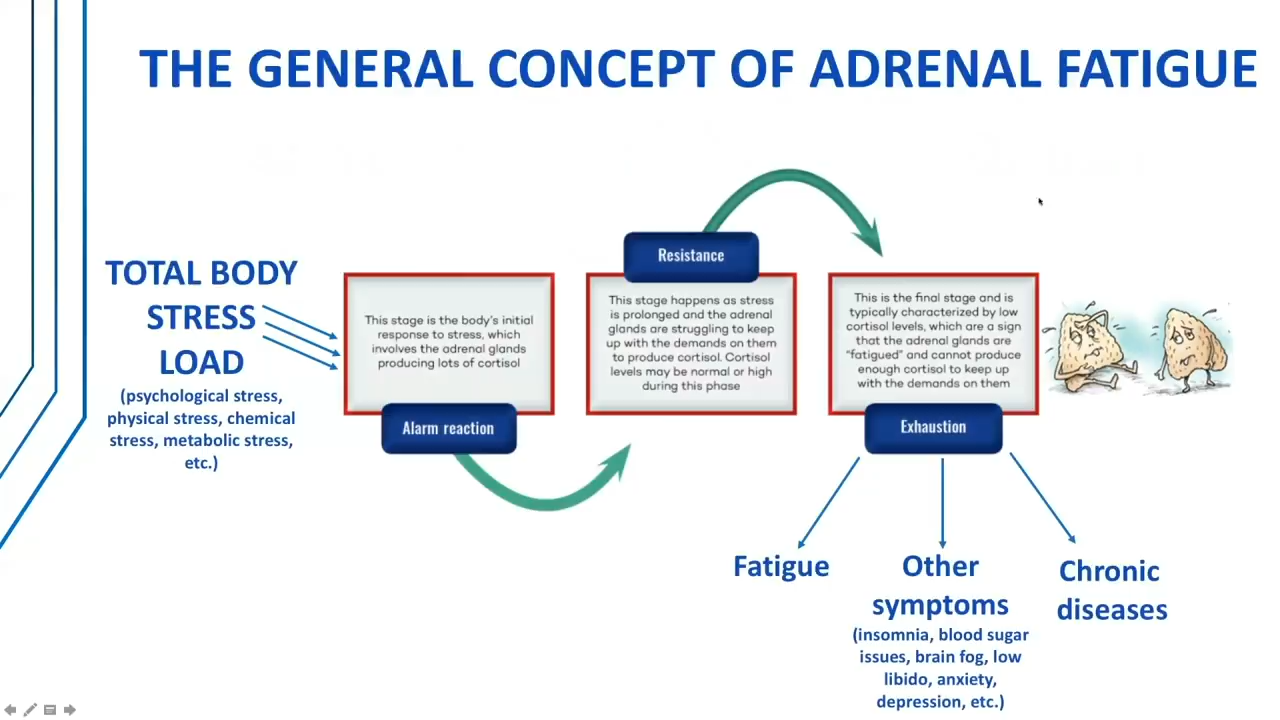 THE GENERAL CONCEPT OF ADRENAL FATIGUE
TOTAL BODY
STRESS
LOAD
(psychological stress,
physical stress, chemical
stress, metabolic stress,
etc.)
This stage is the body's initial
response to stress, which
involves the adrenal glands
producing lots of cortisol
Alarm reaction
Resistance
This stage happens as stress
is prolonged and the adrenal
glands are struggling to keep
up with the demands on them
to produce cortisol. Cortisol
levels may be normal or high
during this phase
This is the final stage and is
typically characterized by low
cortisol levels, which are a sign
that the adrenal glands are
"fatigued" and cannot produce
enough cortisol to keep up
with the demands on them
Exhaustion
Fatigue
Other
symptoms
(insomnia, blood sugar
issues, brain fog, low
libido, anxiety,
depression, etc.)
Chronic
diseases